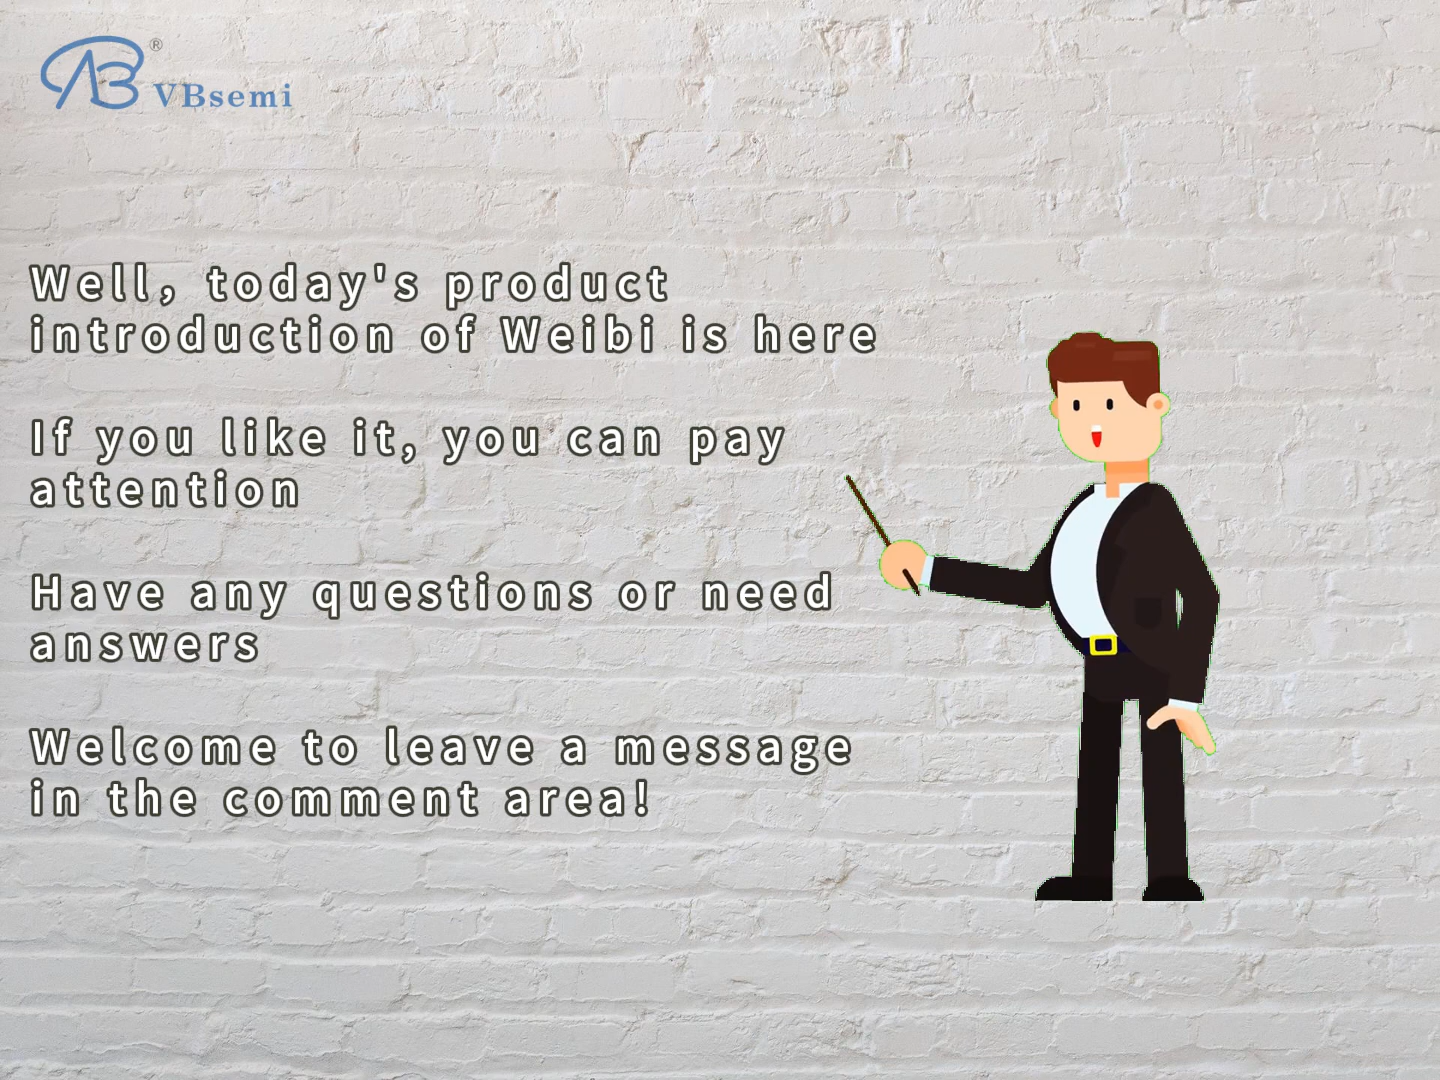 ®
VBsemi
Well, today's product
introduction of Weibi is here
If you like it, you can pay
attention
Have any questions or need
answers
Welcome to leave a message
in the comment area!